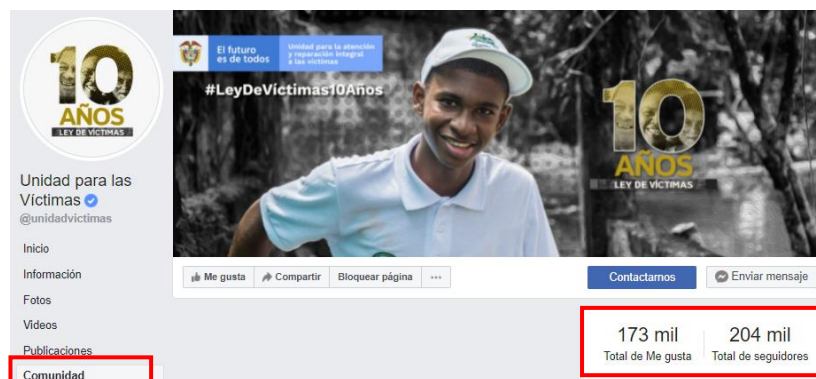 10
AÑOS
LEY DE VÍCTIMAS
Unidad para las
Víctimas
@unidadvictimas
Inicio
Información
Fotos
Videos
Publicaciones
Comunidad
El futuro
es de todos
Unidad para la atención
y reparación integral
a las víctimas
#LeyDeVíctimas10Años
10
AÑOS
LEY DE VÍCTIMAS
Me gusta Compartir Bloquear página ...
Contactarnos Enviar mensaje
173 mil 204 mil
Total de Me gusta Total de seguidores